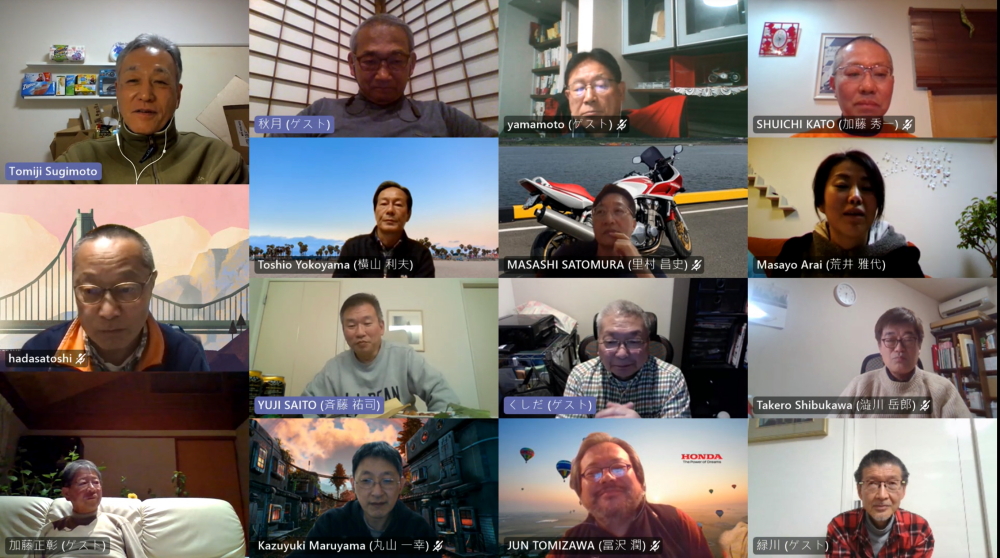 Tomiji Sugimoto
秋月 (ゲスト)
yamamoto (ゲスト)
SHUICHI KATO (加藤 秀一)
Toshio Yokoyama (横山 利夫)
MASASHI SATOMURA (里村 昌史)
Masayo Arai (荒井 雅代)
hadasatoshi
YUJI SAITO (斉藤 祐司)
くしだ (ゲスト)
Takero Shibukawa (澁川 岳郎)
加藤正彰 (ゲスト)
Kazuyuki Maruyama (丸山 一幸)
HONDA
The Power of Dreams
JUN TOMIZAWA (冨沢 潤)
緑川 (ゲスト)